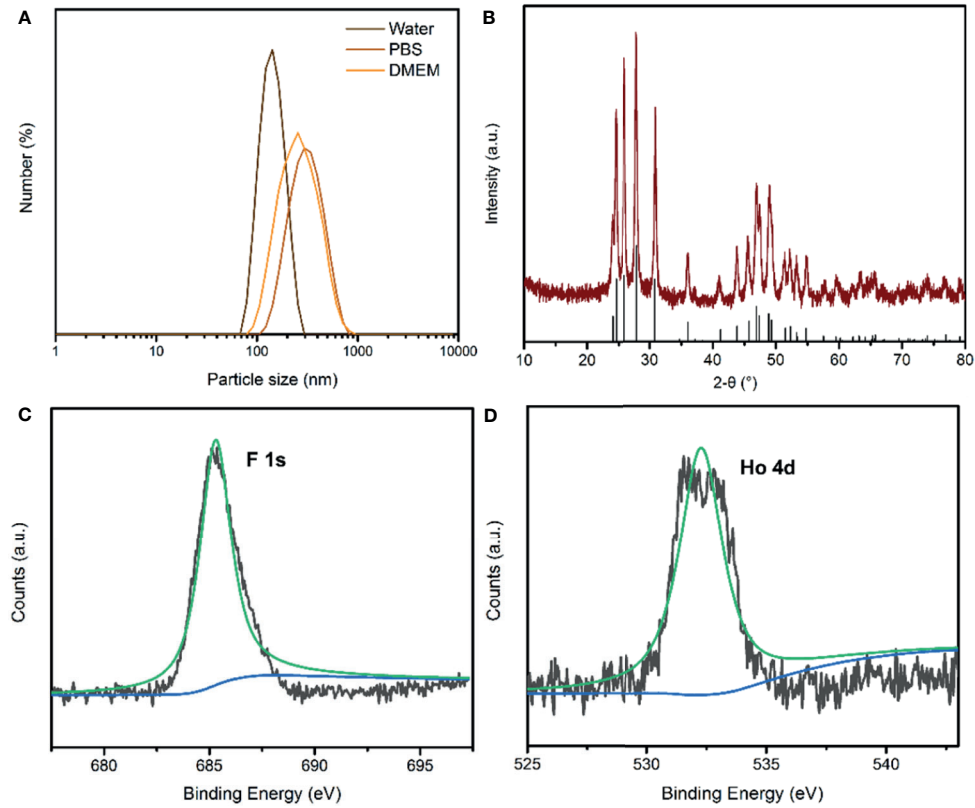 A
Water
PBS
DMEM
Number (%)
1 10 100 1000 10000
Particle size (nm)
B
Intensity (a.u.)
10 20 30 40 50 60 70 80
2-θ (°)
C
F 1s
Counts (a.u.)
680 685 690 695
Binding Energy (eV)
D
Ho 4d
Counts (a.u.)
525 530 535 540
Binding Energy (eV)